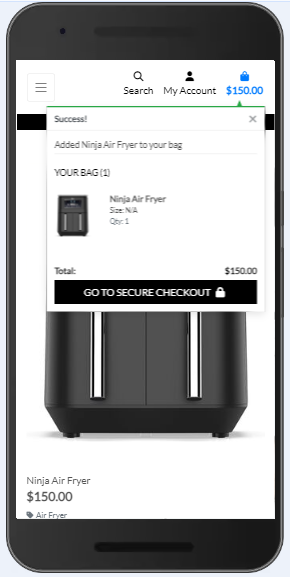 Search My Account $150.00
Success! ×
Added Ninja Air Fryer to your bag
YOUR BAG (1)
Ninja Air Fryer
Size: N/A
Qty: 1
Total: $150.00
GO TO SECURE CHECKOUT
Ninja Air Fryer
$150.00
Air Fryer